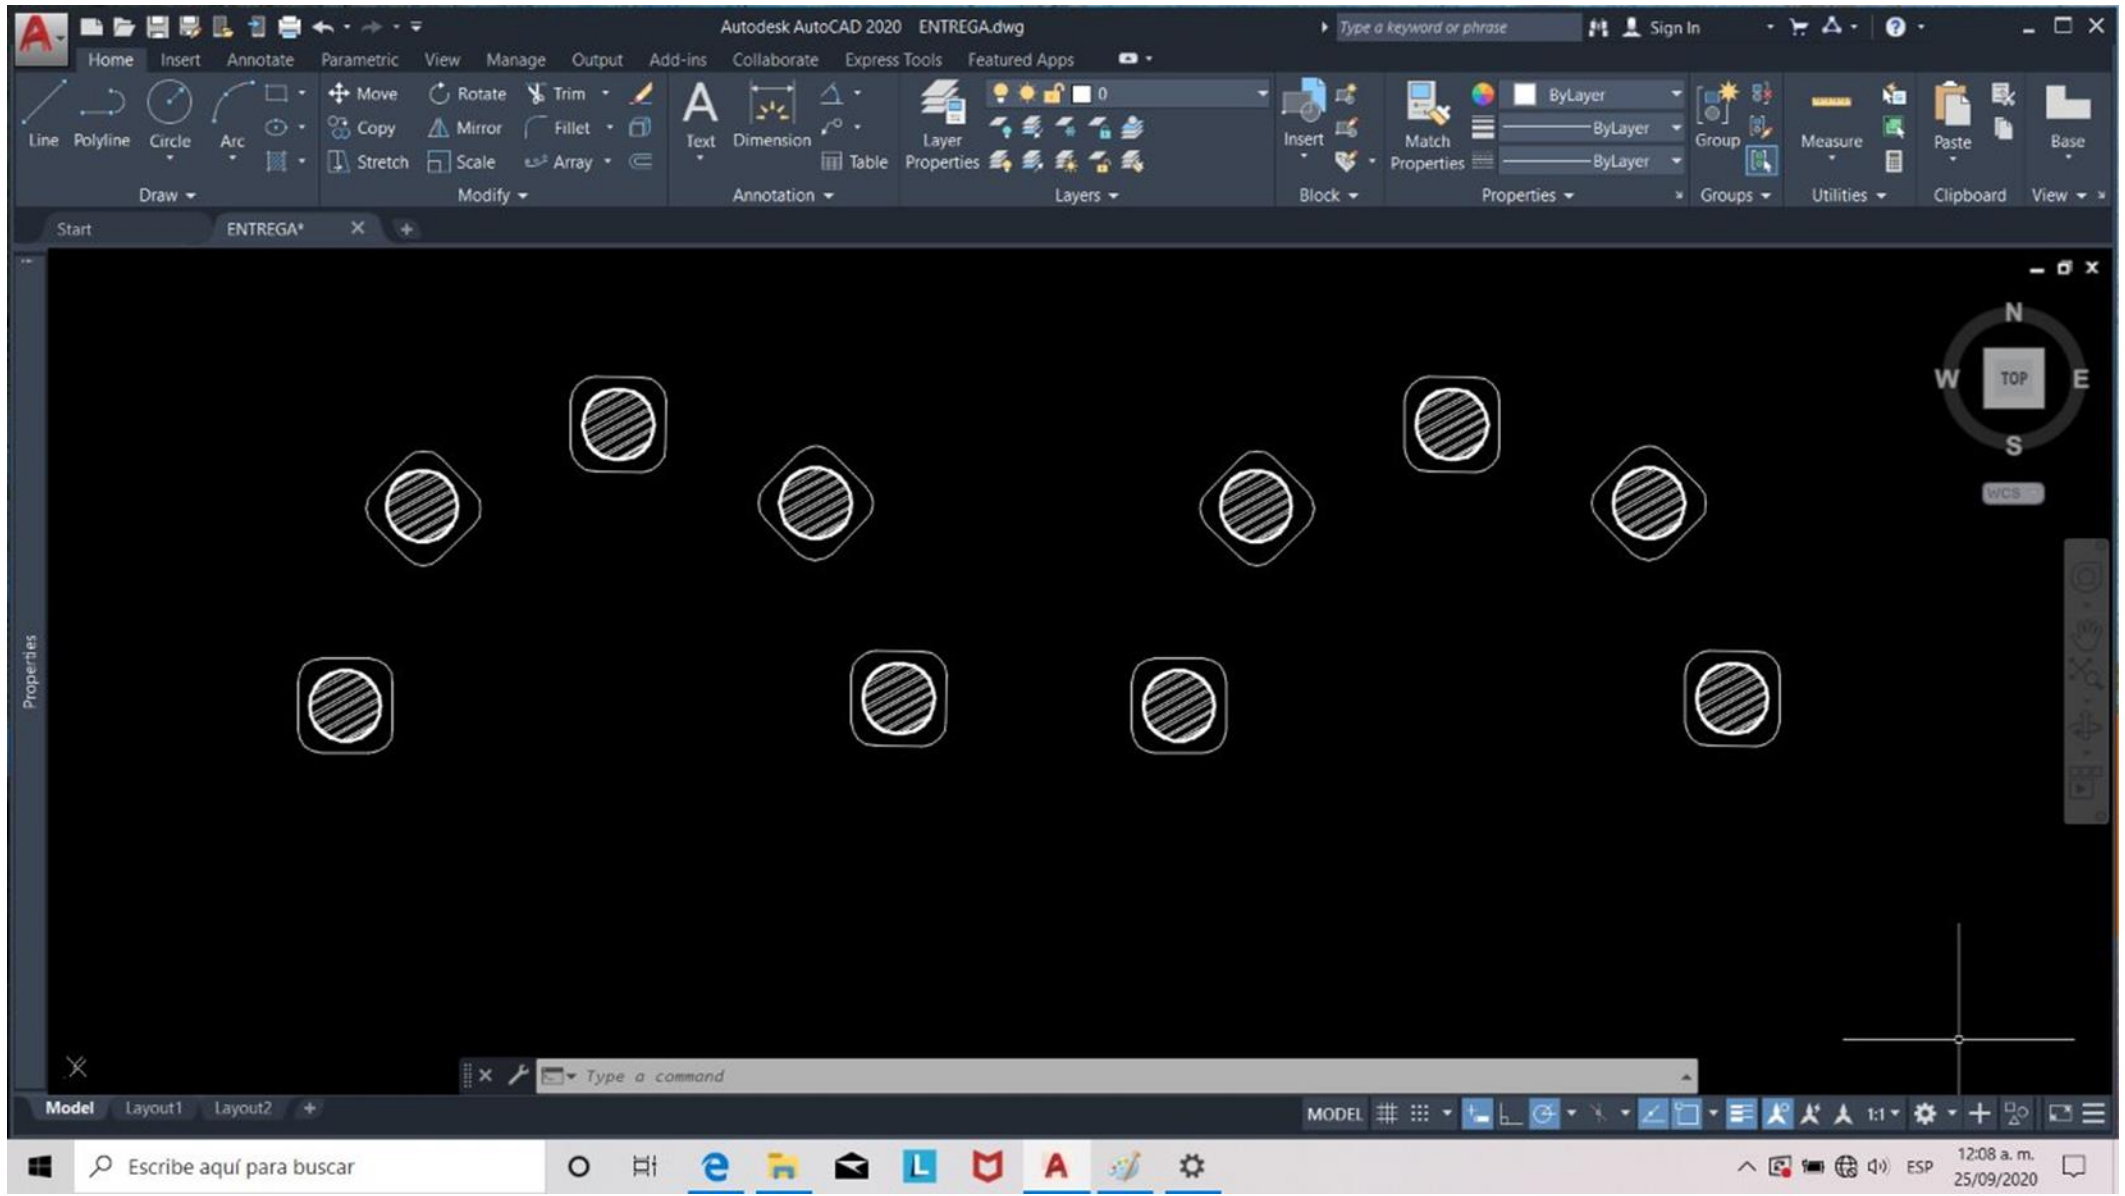 Autodesk AutoCAD 2020 ENTREGA.dwg Type a keyword or phrase Sign In
Home Insert Annotate Parametric View Manage Output Add-ins Collaborate Express Tools Featured Apps
Line Polyline Circle Arc
Move Rotate Trim
Copy Mirror Fillet
Stretch Scale Array
Text Dimension
Table
Layer Properties
0
Insert
Match Properties
ByLayer
ByLayer
ByLayer
Group Measure Paste Base
Draw Modify Annotation Layers Block Properties Groups Utilities Clipboard View
Start ENTREGA*
N
W TOP E
S
WCS
Properties
Type a command
Model Layout1 Layout2
MODEL 1:1
Escribe aquí para buscar
ESP
12:08 a. m.
25/09/2020